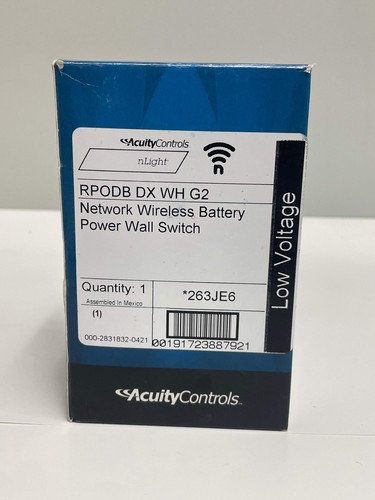 AcuityControls
nLight
n
RPODB DX WH G2
Network Wireless Battery
Power Wall Switch
Low Voltage
Quantity: 1
*263JE6
Assembled in Mexico
(1)
000-2831832-0421
00191723887921
AcuityControls